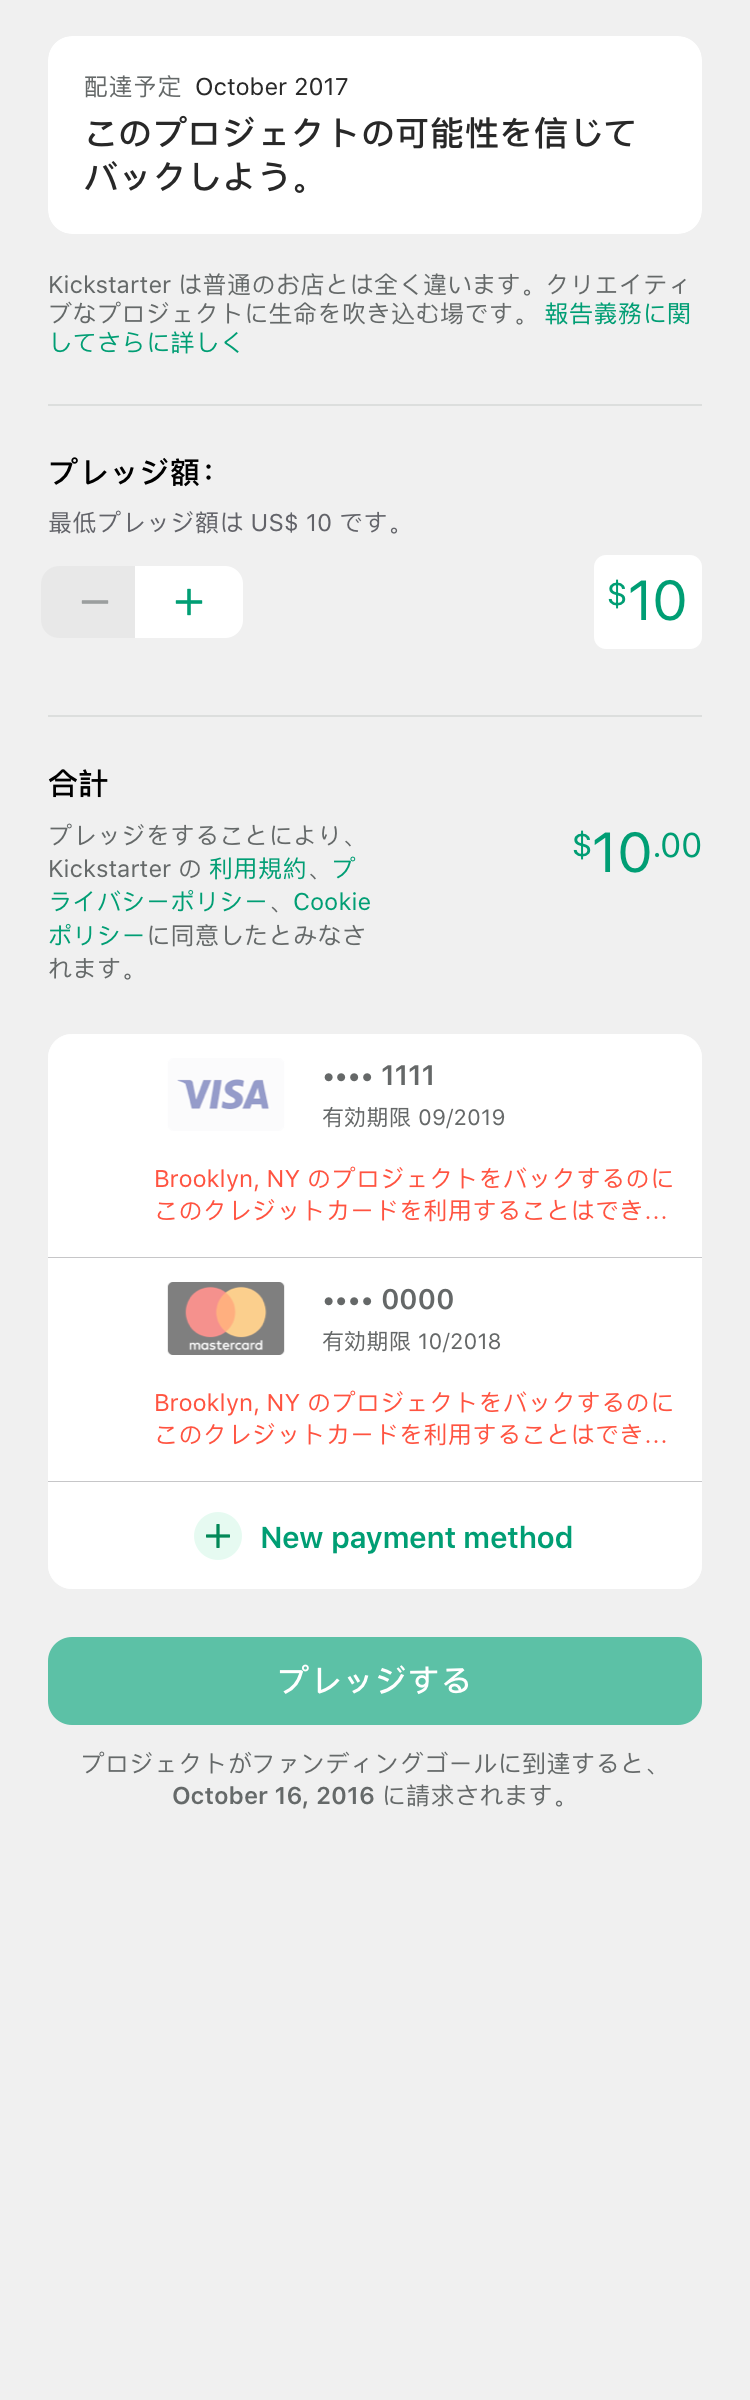 配達予定 October 2017
このプロジェクトの可能性を信じて
バックしよう。
Kickstarter は普通のお店とは全く違います。クリエイティ
ブなプロジェクトに生命を吹き込む場です。 報告義務に関
してさらに詳しく
プレッジ額：
最低プレッジ額は US$ 10 です。
$10
合計
プレッジをすることにより、
Kickstarter の 利用規約、プ
ライバシーポリシー、Cookie
ポリシーに同意したとみなさ
れます。
$10.00
VISA
•••• 1111
有効期限 09/2019
Brooklyn, NY のプロジェクトをバックするのに
このクレジットカードを利用することはでき…
mastercard
•••• 0000
有効期限 10/2018
Brooklyn, NY のプロジェクトをバックするのに
このクレジットカードを利用することはでき…
New payment method
プレッジする
プロジェクトがファンディングゴールに到達すると、
October 16, 2016 に請求されます。